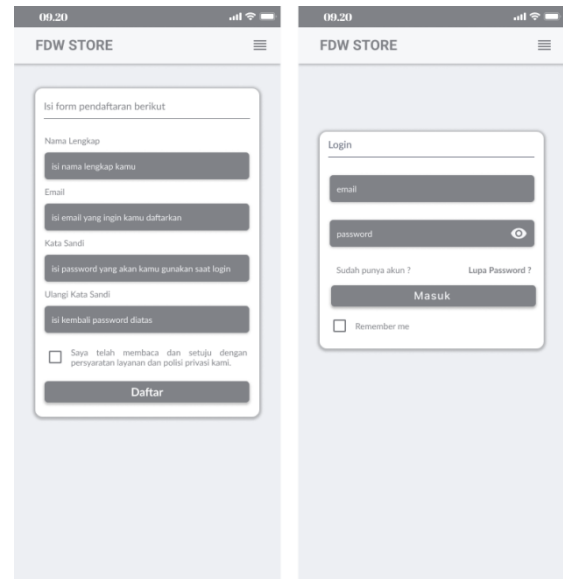 09.20
FDW STORE
Isi form pendaftaran berikut
Nama Lengkap
isi nama lengkap kamu
Email
isi email yang ingin kamu daftarkan
Kata Sandi
isi password yang akan kamu gunakan saat login
Ulangi Kata Sandi
isi kembali password diatas
Saya telah membaca dan setuju dengan
persyaratan layanan dan polisi privasi kami.
Daftar
09.20
FDW STORE
Login
email
password
Sudah punya akun ? Lupa Password ?
Masuk
Remember me